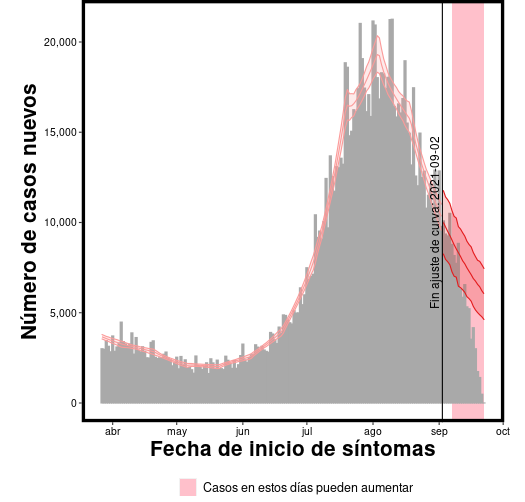 Número de casos nuevos
20,000
15,000
10,000
5,000
0
Fin ajuste de curva: 2021-09-02
abr may jun jul ago sep oct
Fecha de inicio de síntomas
Casos en estos días pueden aumentar